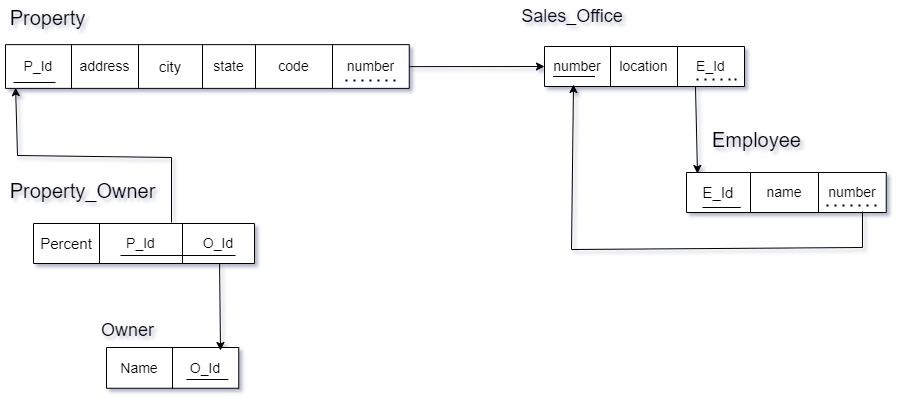 Property
Sales_Office
P_Id address city state code number
number location E_Id
Employee
E_Id name number
Property_Owner
Percent P_Id O_Id
Owner
Name O_Id